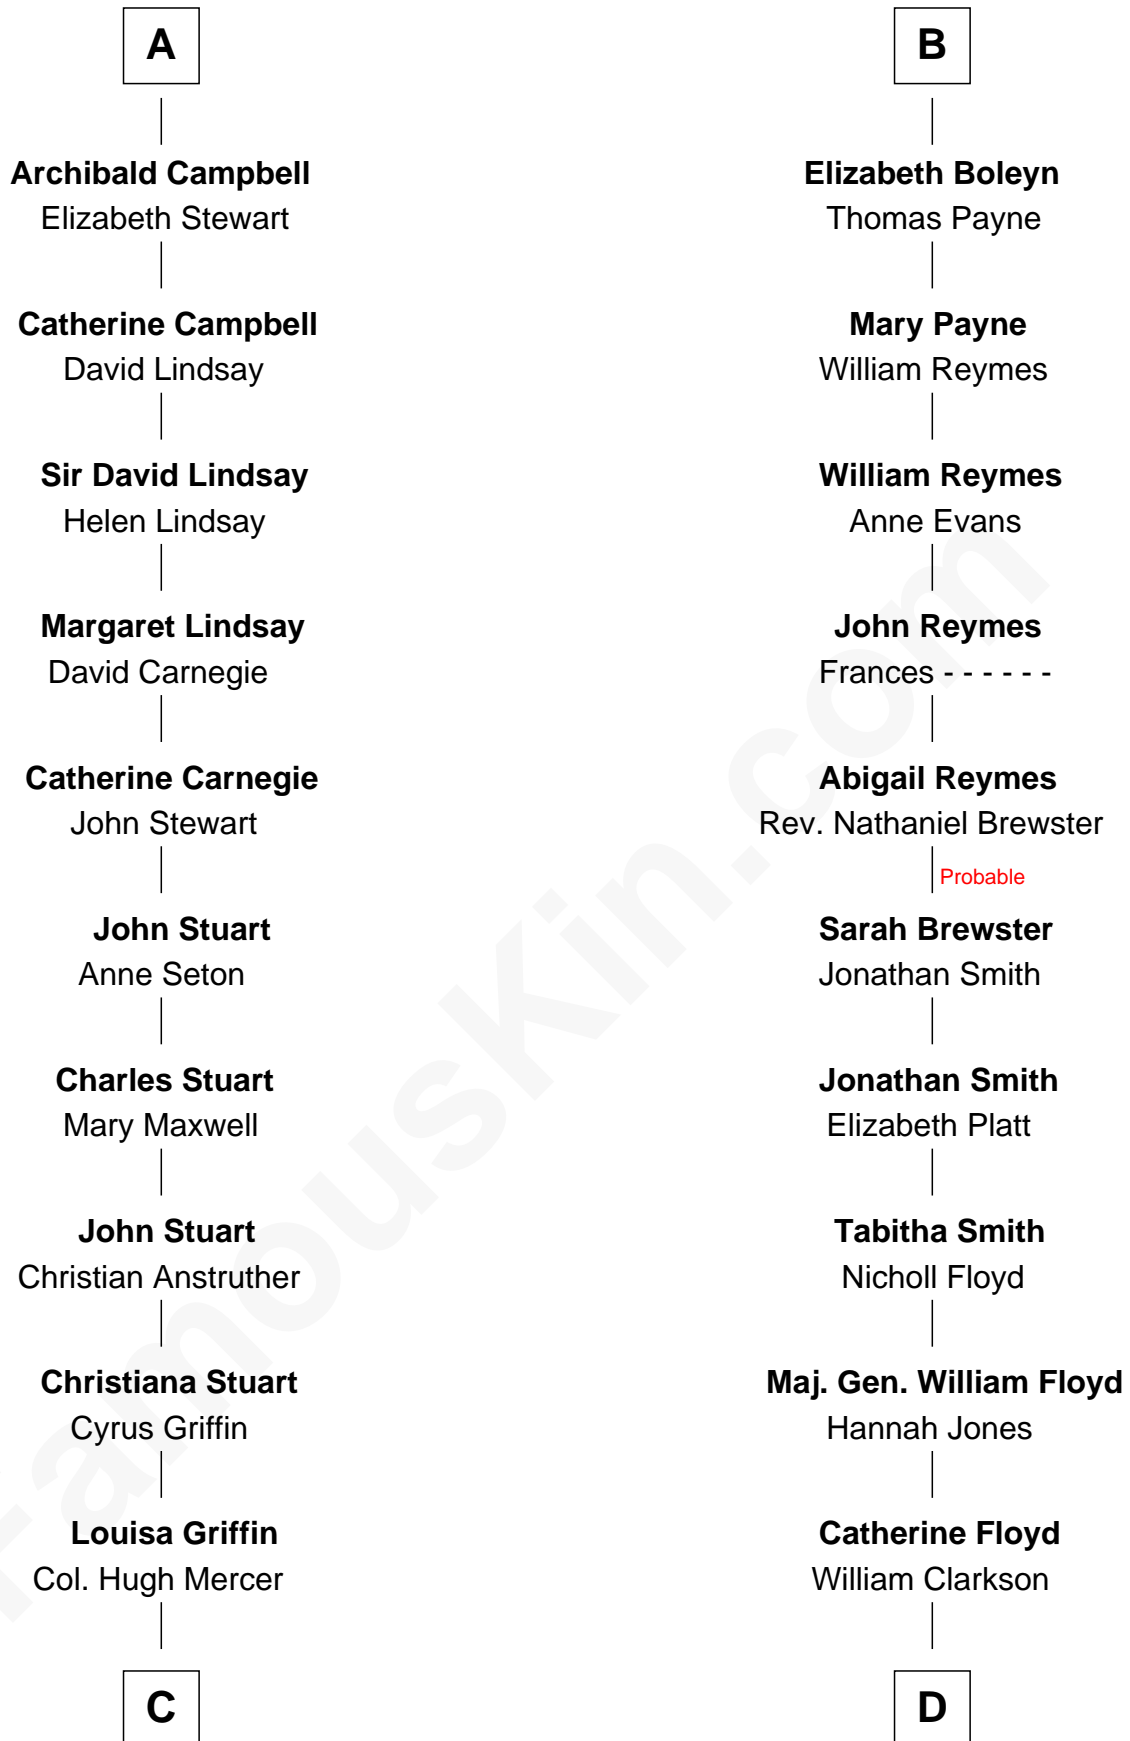 A
Archibald Campbell
Elizabeth Stewart
Catherine Campbell
David Lindsay
Sir David Lindsay
Helen Lindsay
Margaret Lindsay
David Carnegie
Catherine Carnegie
John Stewart
John Stuart
Anne Seton
Charles Stuart
Mary Maxwell
John Stuart
Christian Anstruther
Christiana Stuart
Cyrus Griffin
Louisa Griffin
Col. Hugh Mercer
C
B
Elizabeth Boleyn
Thomas Payne
Mary Payne
William Reymes
William Reymes
Anne Evans
John Reymes
Frances - - - - - -
Abigail Reymes
Rev. Nathaniel Brewster
Probable
Sarah Brewster
Jonathan Smith
Jonathan Smith
Elizabeth Platt
Tabitha Smith
Nicholl Floyd
Maj. Gen. William Floyd
Hannah Jones
Catherine Floyd
William Clarkson
D
FamousKin.com